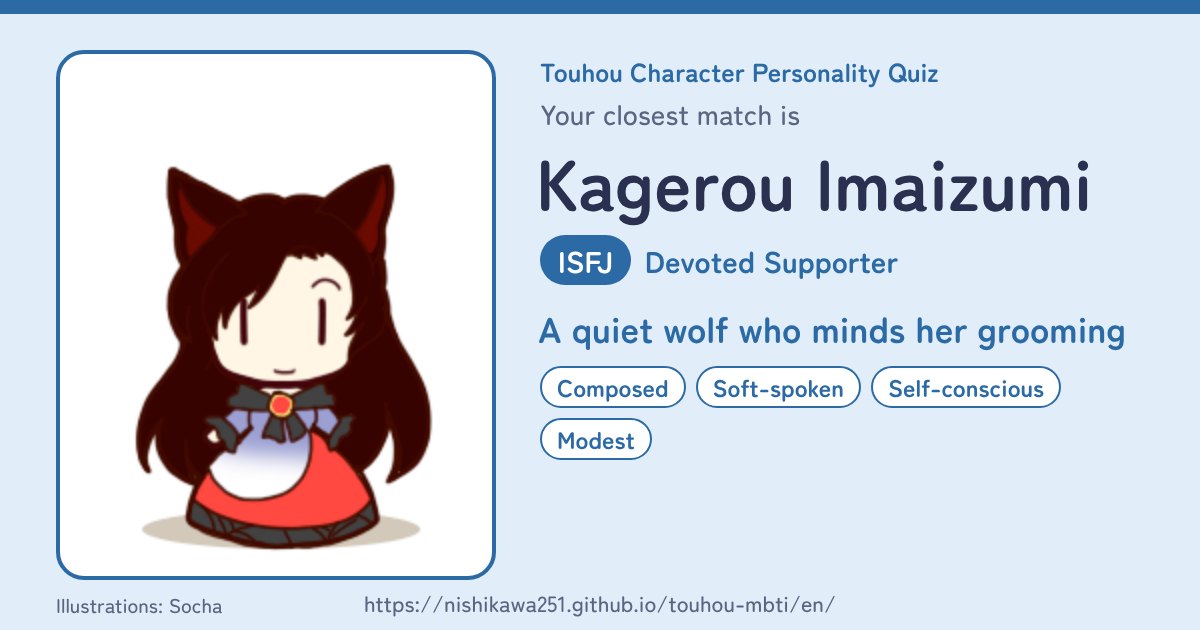 Touhou Character Personality Quiz
Your closest match is
Kagerou Imaizumi
ISFJ Devoted Supporter
A quiet wolf who minds her grooming
Composed Soft-spoken Self-conscious
Modest
Illustrations: Socha https://nishikawa251.github.io/touhou-mbti/en/